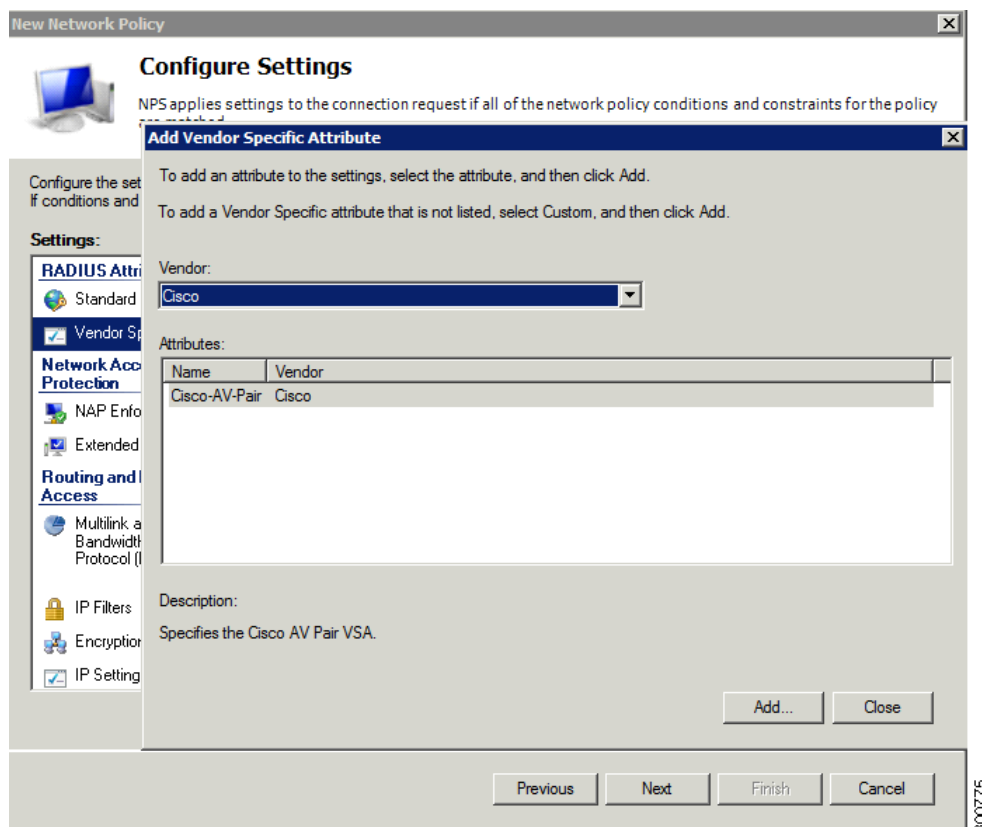 New Network Policy
Configure Settings
NPS applies settings to the connection request if all of the network policy conditions and constraints for the policy
are matched
Add Vendor Specific Attribute
To add an attribute to the settings, select the attribute, and then click Add.
To add a Vendor Specific attribute that is not listed, select Custom, and then click Add.
Configure the set
If conditions and
Settings:
RADIUS Attri
Standard
Vendor Sp
Network Acc
Protection
NAP Enfo
Extended
Routing and
Access
Multilink a
Bandwidth
Protocol (
IP Filters
Encryption
IP Setting
Vendor:
Cisco
Attributes:
Name Vendor
Cisco-AV-Pair Cisco
Description:
Specifies the Cisco AV Pair VSA.
Add... Close
Previous Next Finish Cancel